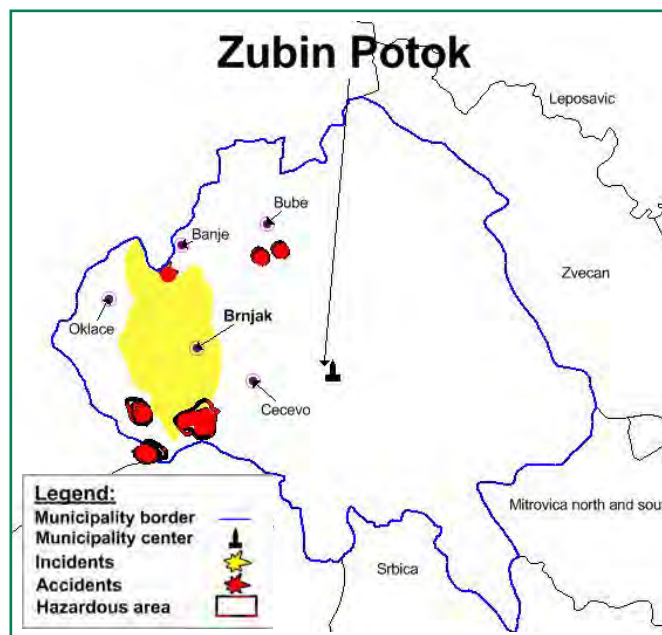 Zubin Potok
Leposavic
Bube
Banje
Zvecan
Oklace
Brnjak
Cecevo
Legend:
Municipality border
Municipality center
Incidents
Accidents
Hazardous area
Mitrovica north and sou
Srbica